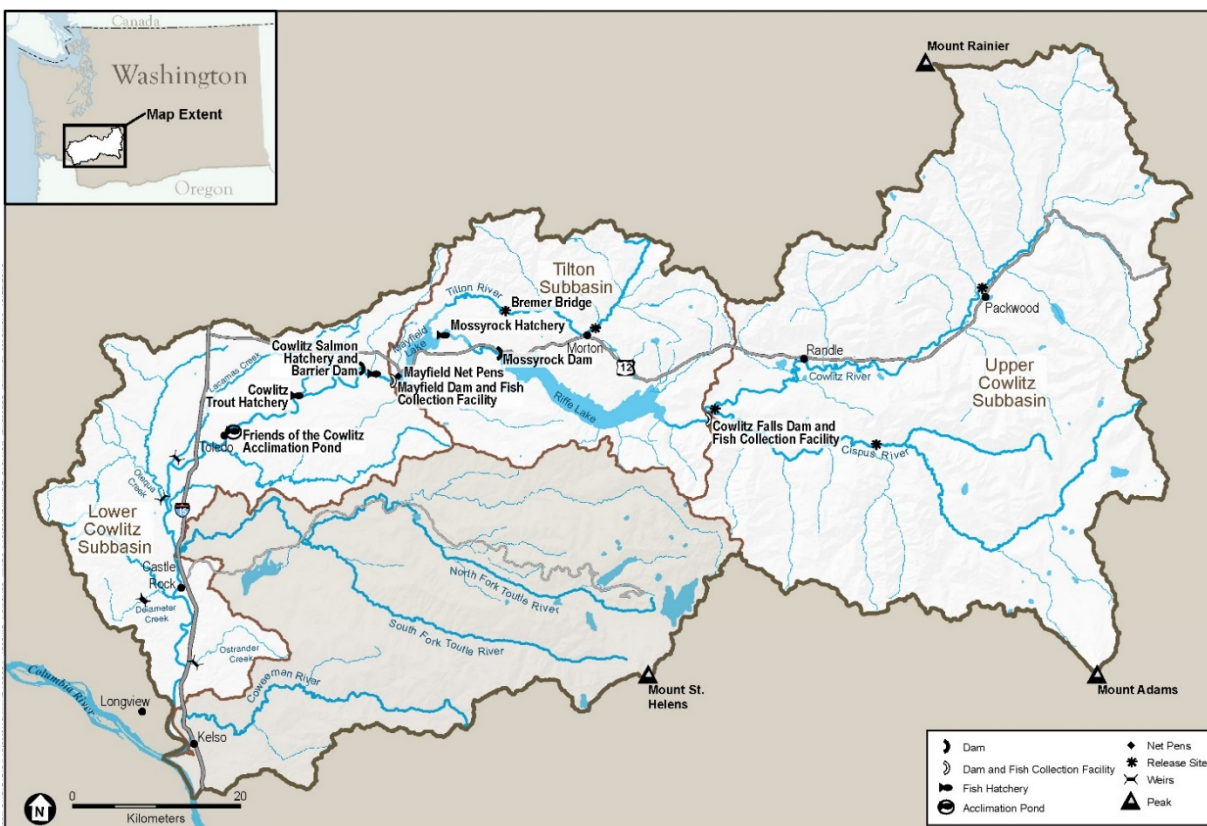 Canada
Washington
Map Extent
Oregon
Mount Rainier
Tilton
Subbasin
Tilton River
Bremer Bridge
Mossyrock Hatchery
Mayfield
Lake
Morton
Mossyrock Dam
12
Packwood
Randle
Cowlitz River
Upper
Cowlitz
Subbasin
Cowlitz Salmon
Hatchery and
Barrier Dam
Lacamas Creek
Mayfield Net Pens
Mayfield Dam and Fish
Collection Facility
Cowlitz
Trout Hatchery
Riffe Lake
Cowlitz Falls Dam and
Fish Collection Facility
Cispus River
Friends of the Cowlitz
Acclimation Pond
Toledo
Olequa
Creek
Lower
Cowlitz
Subbasin
Castle
Rock
Delameter
Creek
North Fork Toutle River
South Fork Toutle River
Ostrander
Creek
Coweeman River
Columbia River
Longview
Kelso
Mount St.
Helens
Mount Adams
N
0 20
Kilometers
Dam
Dam and Fish Collection Facility
Fish Hatchery
Acclimation Pond
Net Pens
Release Site
Weirs
Peak